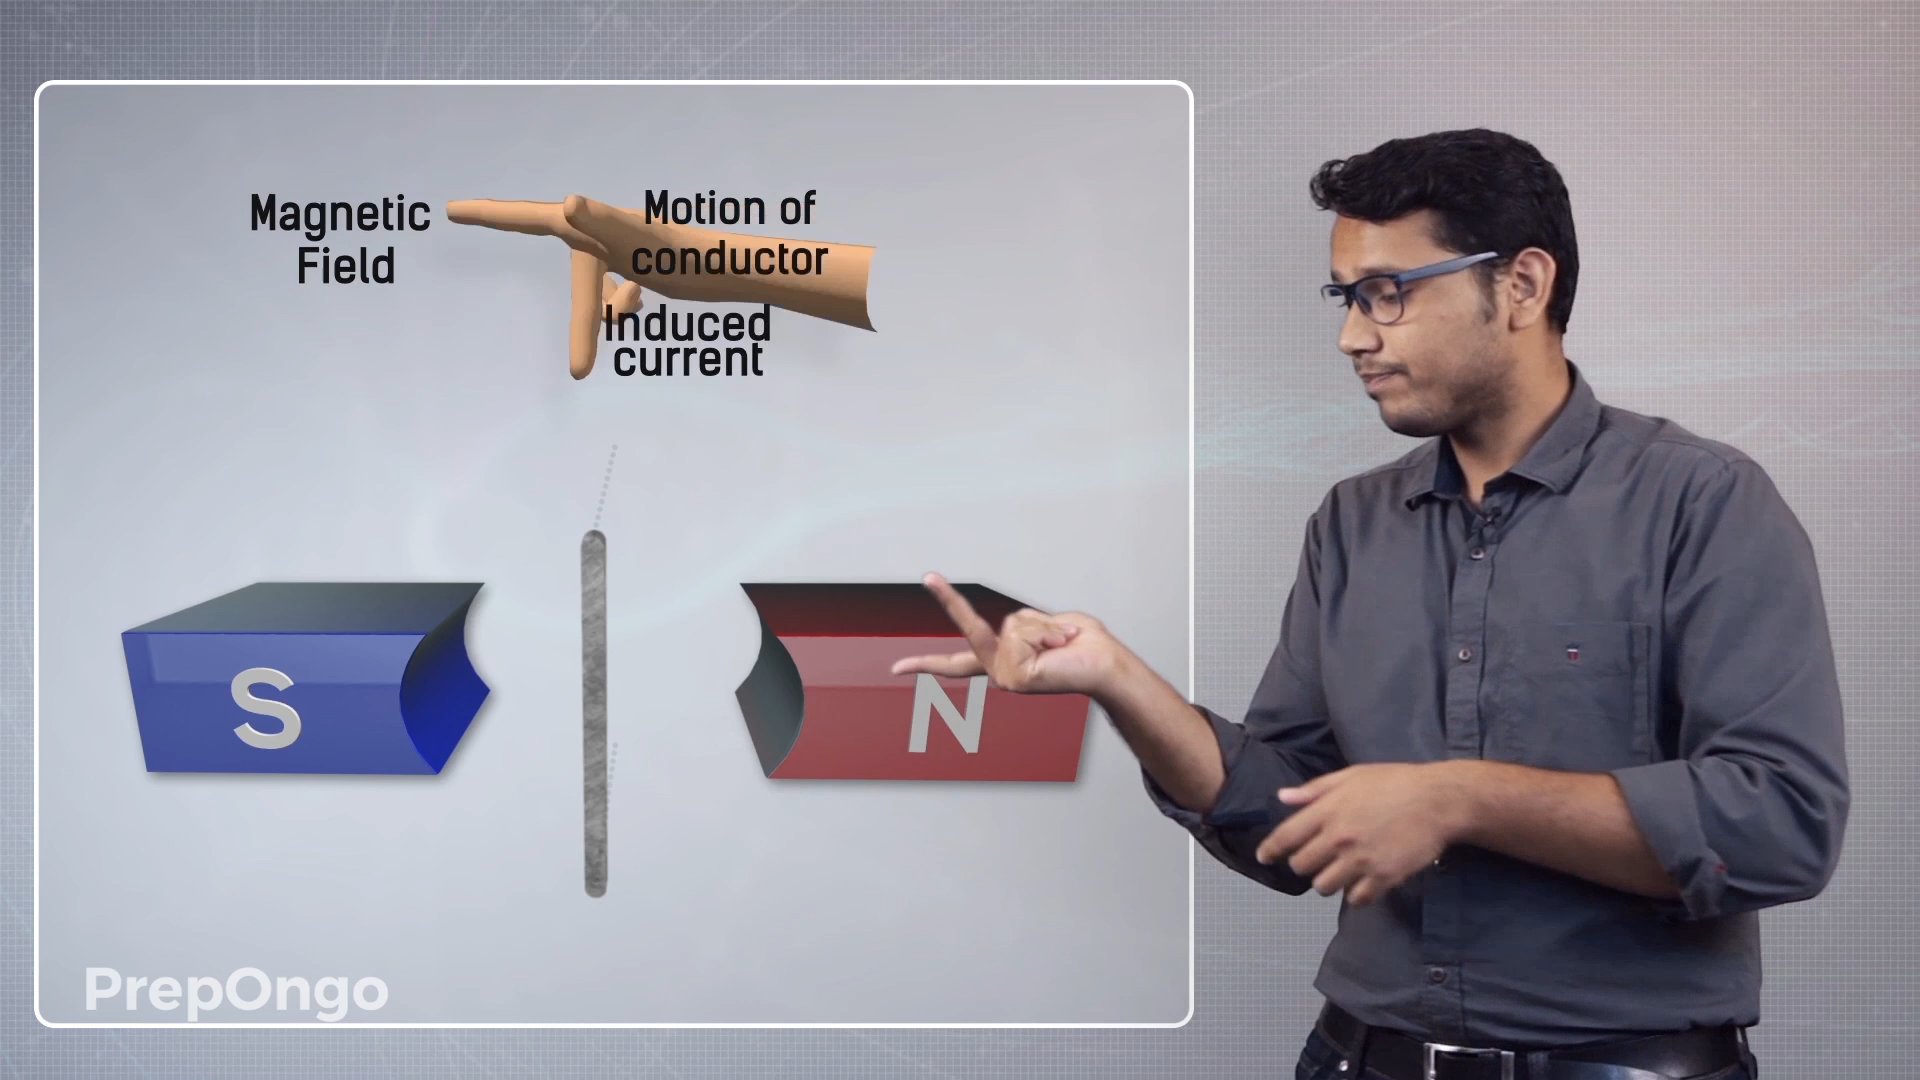 Magnetic
Field
Motion of
conductor
Induced
current
S
N
PrepOngo